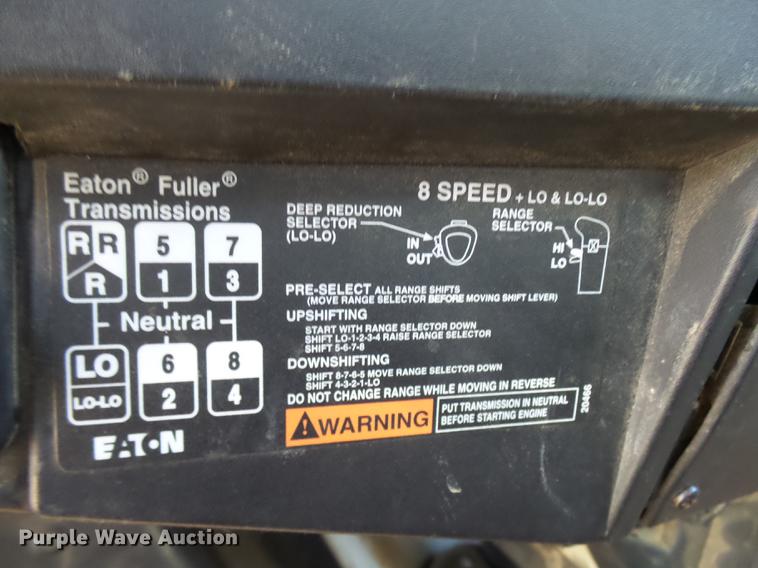 Eaton® Fuller®
Transmissions
8 SPEED + LO & LO-LO
DEEP REDUCTION
SELECTOR
(LO-LO)
IN
OUT
RANGE
SELECTOR
HI
LO
R R 5 7
R 1 3
Neutral
LO 6 8
LO-LO 2 4
EATON
PRE-SELECT ALL RANGE SHIFTS
(MOVE RANGE SELECTOR BEFORE MOVING SHIFT LEVER)
UPSHIFTING
START WITH RANGE SELECTOR DOWN
SHIFT LO-1-2-3-4 RAISE RANGE SELECTOR
SHIFT 5-6-7-8
DOWNSHIFTING
SHIFT 8-7-6-5 MOVE RANGE SELECTOR DOWN
SHIFT 4-3-2-1-LO
DO NOT CHANGE RANGE WHILE MOVING IN REVERSE
WARNING
PUT TRANSMISSION IN NEUTRAL
BEFORE STARTING ENGINE
20466
Purple Wave Auction